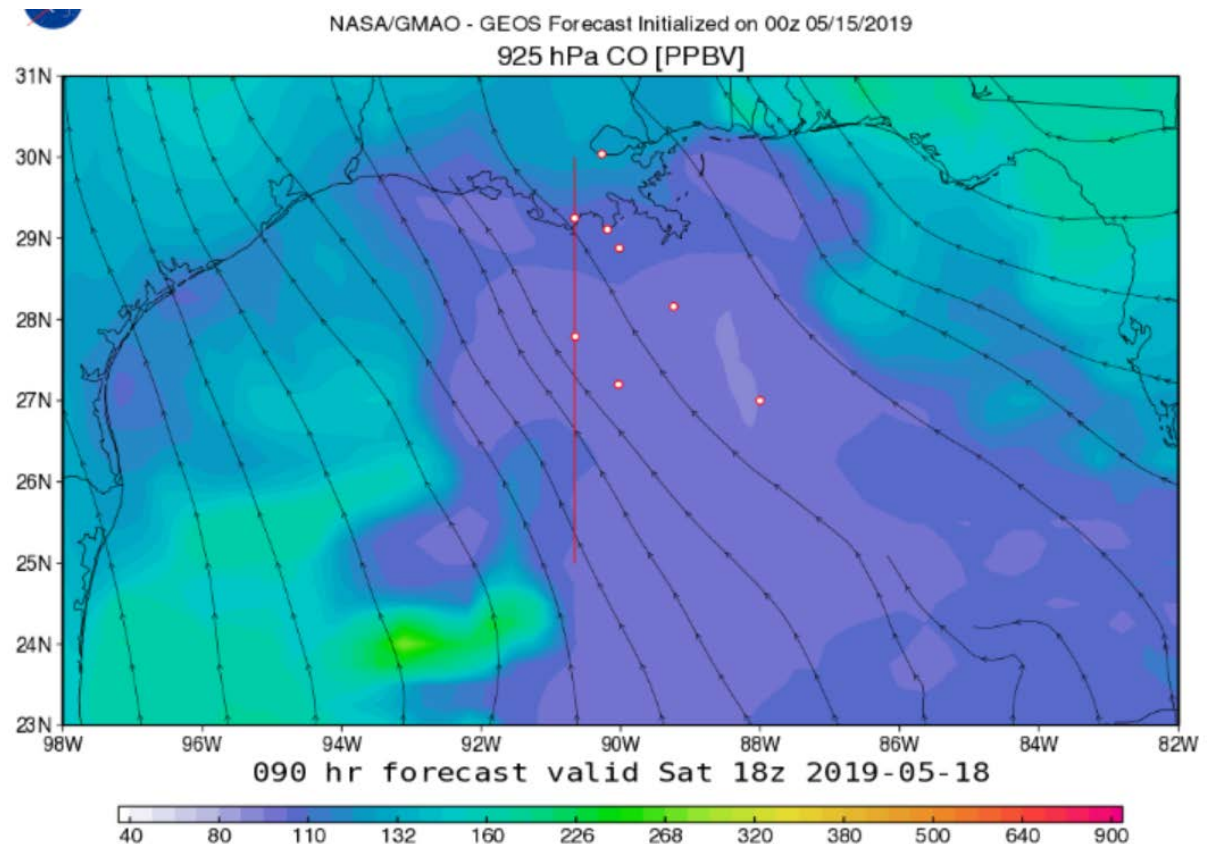 NASA/GMAO - GEOS Forecast Initialized on 00z 05/15/2019
925 hPa CO [PPBV]
31N
30N
29N
28N
27N
26N
25N
24N
23N
98W 96W 94W 92W 90W 88W 86W 84W 82W
090 hr forecast valid Sat 18z 2019-05-18
40 80 110 132 160 226 268 320 380 500 640 900